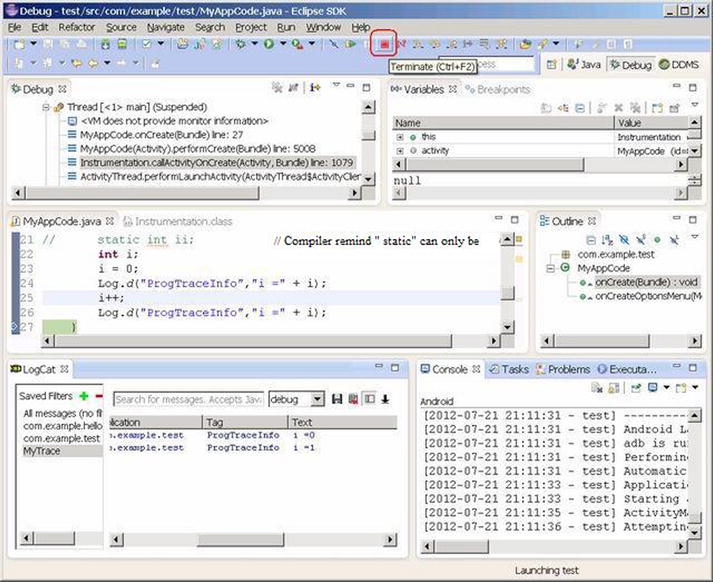 Debug - test/src/com/example/test/MyAppCode.java - Eclipse SDK
File Edit Refactor Source Navigate Search Project Run Window Help
Terminate (Ctrl+F2)
Java Debug DDMS
Debug
Thread [<1> main] (Suspended)
<VM does not provide monitor information>
MyAppCode.onCreate(Bundle) line: 27
MyAppCode(Activity).performCreate(Bundle) line: 5008
Instrumentation.callActivityOnCreate(Activity, Bundle) line: 1079
ActivityThread.performLaunchActivity(ActivityThread$ActivityClien
Variables Breakpoints
Name Value
this Instrumentation
activity MyAppCode (id=
null
MyAppCode.java Instrumentation.class
21 // static int ii; // Compiler remind " static" can only be
22 int i;
23 i = 0;
24 Log.d("ProgTraceInfo","i =" + i);
25 i++;
26 Log.d("ProgTraceInfo","i =" + i);
27 }
Outline
com.example.test
MyAppCode
onCreate(Bundle) : void
onCreateOptionsMenu(M
LogCat
Saved Filters
All messages (no fi
com.example.hello
com.example.test
MyTrace
Search for messages. Accepts Java debug
lication Tag Text
.example.test ProgTraceInfo i =0
.example.test ProgTraceInfo i =1
Console Tasks Problems Executa...
Android
[2012-07-21 21:11:31 - test] ----------
[2012-07-21 21:11:31 - test] Android L
[2012-07-21 21:11:31 - test] adb is ru
[2012-07-21 21:11:31 - test] Performin
[2012-07-21 21:11:31 - test] Automatic
[2012-07-21 21:11:33 - test] Applicati
[2012-07-21 21:11:33 - test] Starting
[2012-07-21 21:11:35 - test] ActivityM
[2012-07-21 21:11:36 - test] Attemptin
Launching test